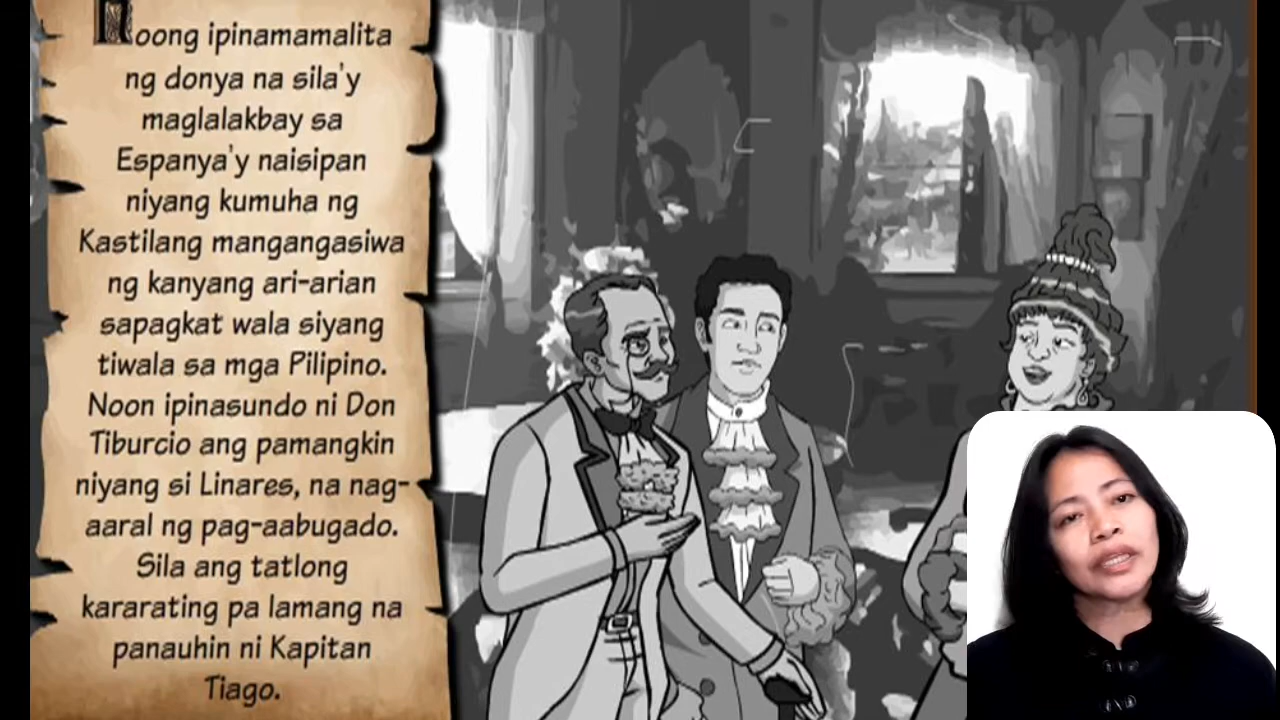 Noong ipinamamalita
ng donya na sila'y
maglalakbay sa
Espanya'y naisipan
niyang kumuha ng
Kastilang mangangasiwa
ng kanyang ari-arian
sapagkat wala siyang
tiwala sa mga Pilipino.
Noon ipinasundo ni Don
Tiburcio ang pamangkin
niyang si Linares, na nag-
aaral ng pag-aabugado.
Sila ang tatlong
kararating pa lamang na
panauhin ni Kapitan
Tiago.